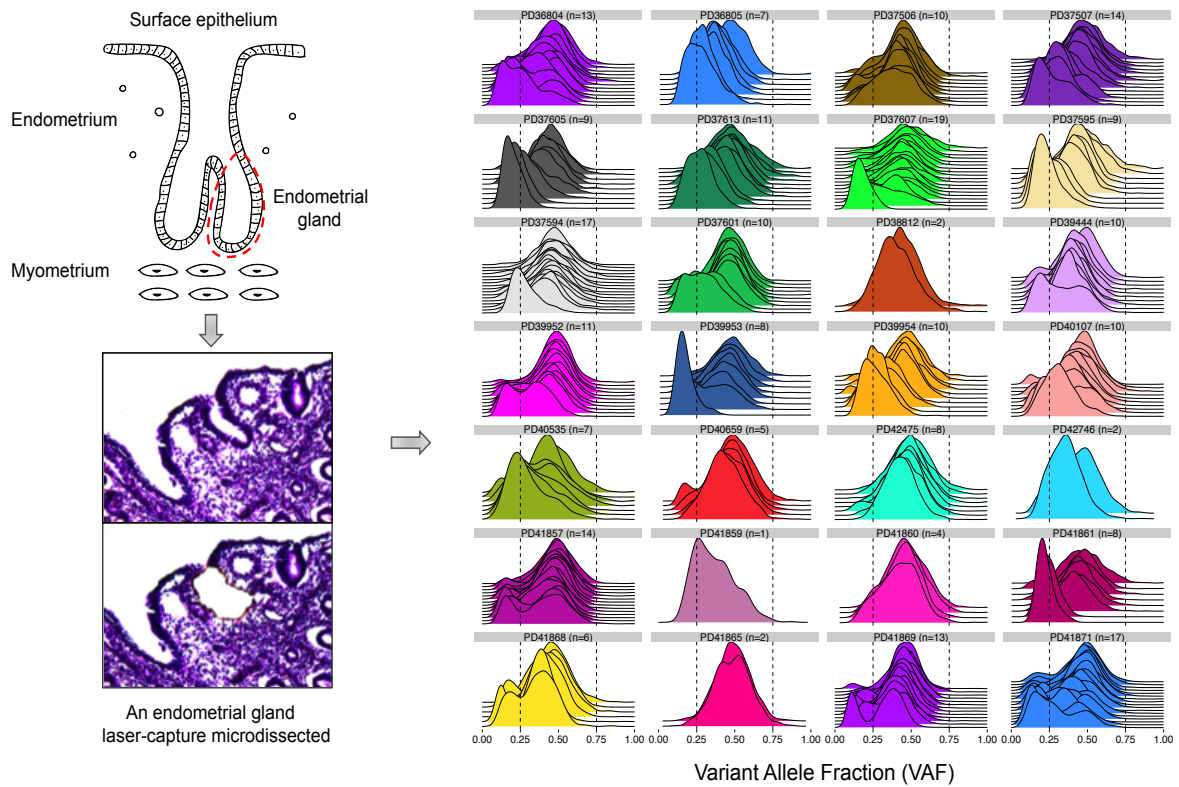 Surface epithelium
Endometrium
Endometrial
gland
Myometrium
An endometrial gland
laser-capture microdissected
PD36804 (n=13) PD36805 (n=7) PD37506 (n=10) PD37507 (n=14)
PD37605 (n=9) PD37613 (n=11) PD37607 (n=19) PD37595 (n=9)
PD37594 (n=17) PD37601 (n=10) PD38812 (n=2) PD39444 (n=10)
PD39952 (n=11) PD39953 (n=8) PD39954 (n=10) PD40107 (n=10)
PD40535 (n=7) PD40659 (n=5) PD42475 (n=8) PD42746 (n=2)
PD41857 (n=14) PD41859 (n=1) PD41860 (n=4) PD41861 (n=8)
PD41868 (n=6) PD41865 (n=2) PD41869 (n=13) PD41871 (n=17)
0.00 0.25 0.50 0.75 1.00 0.00 0.25 0.50 0.75 1.00 0.00 0.25 0.50 0.75 1.00 0.00 0.25 0.50 0.75 1.00
Variant Allele Fraction (VAF)